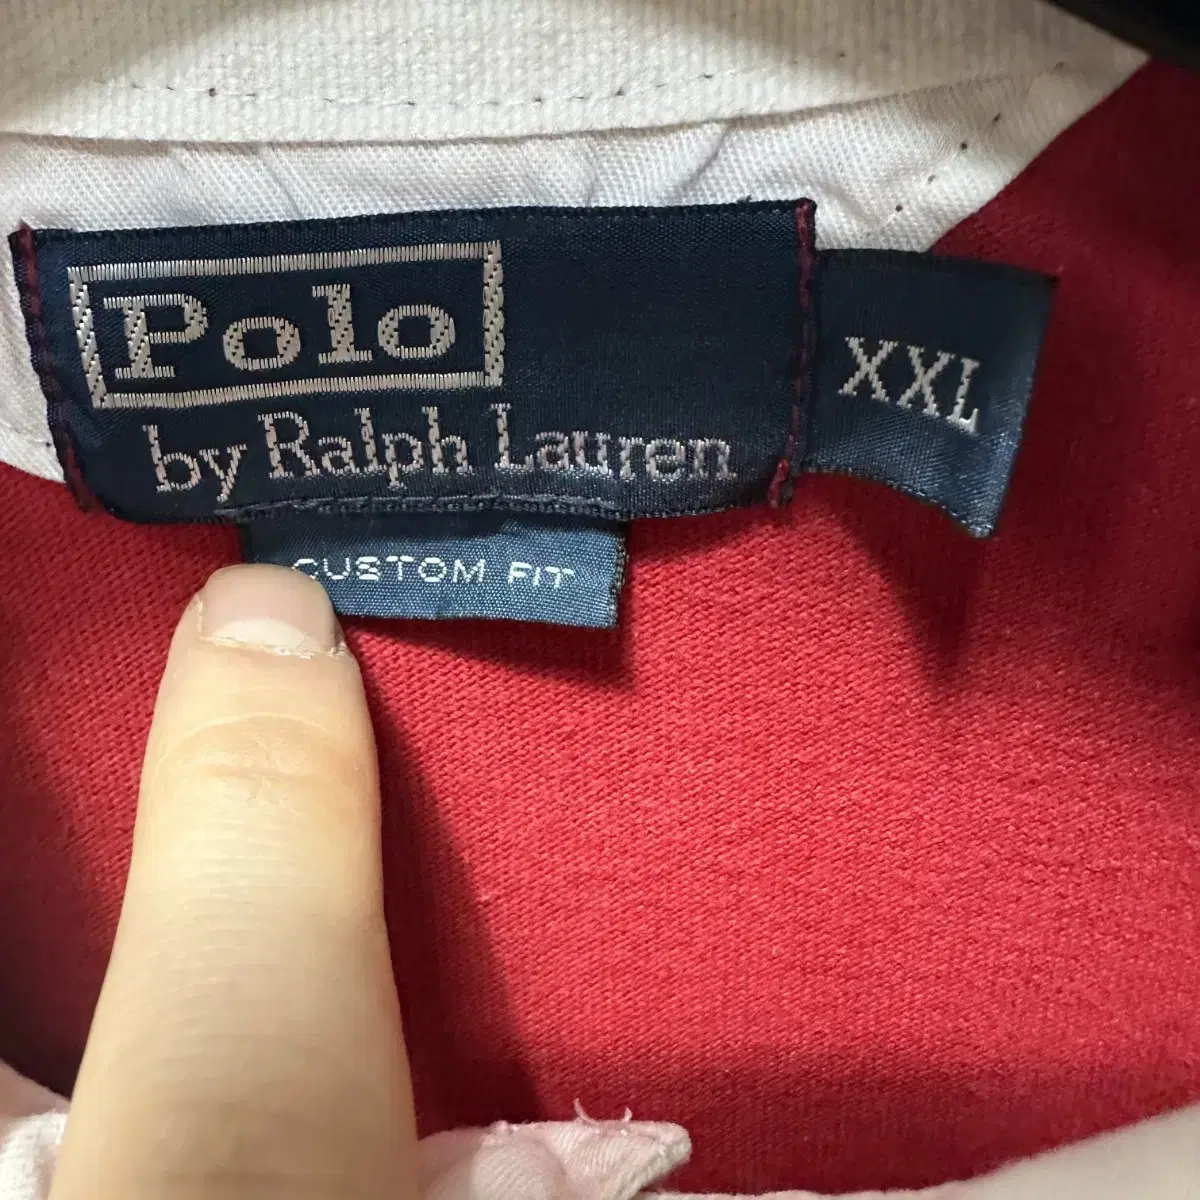 Polo
by Ralph Lauren
XXL
CUSTOM FIT